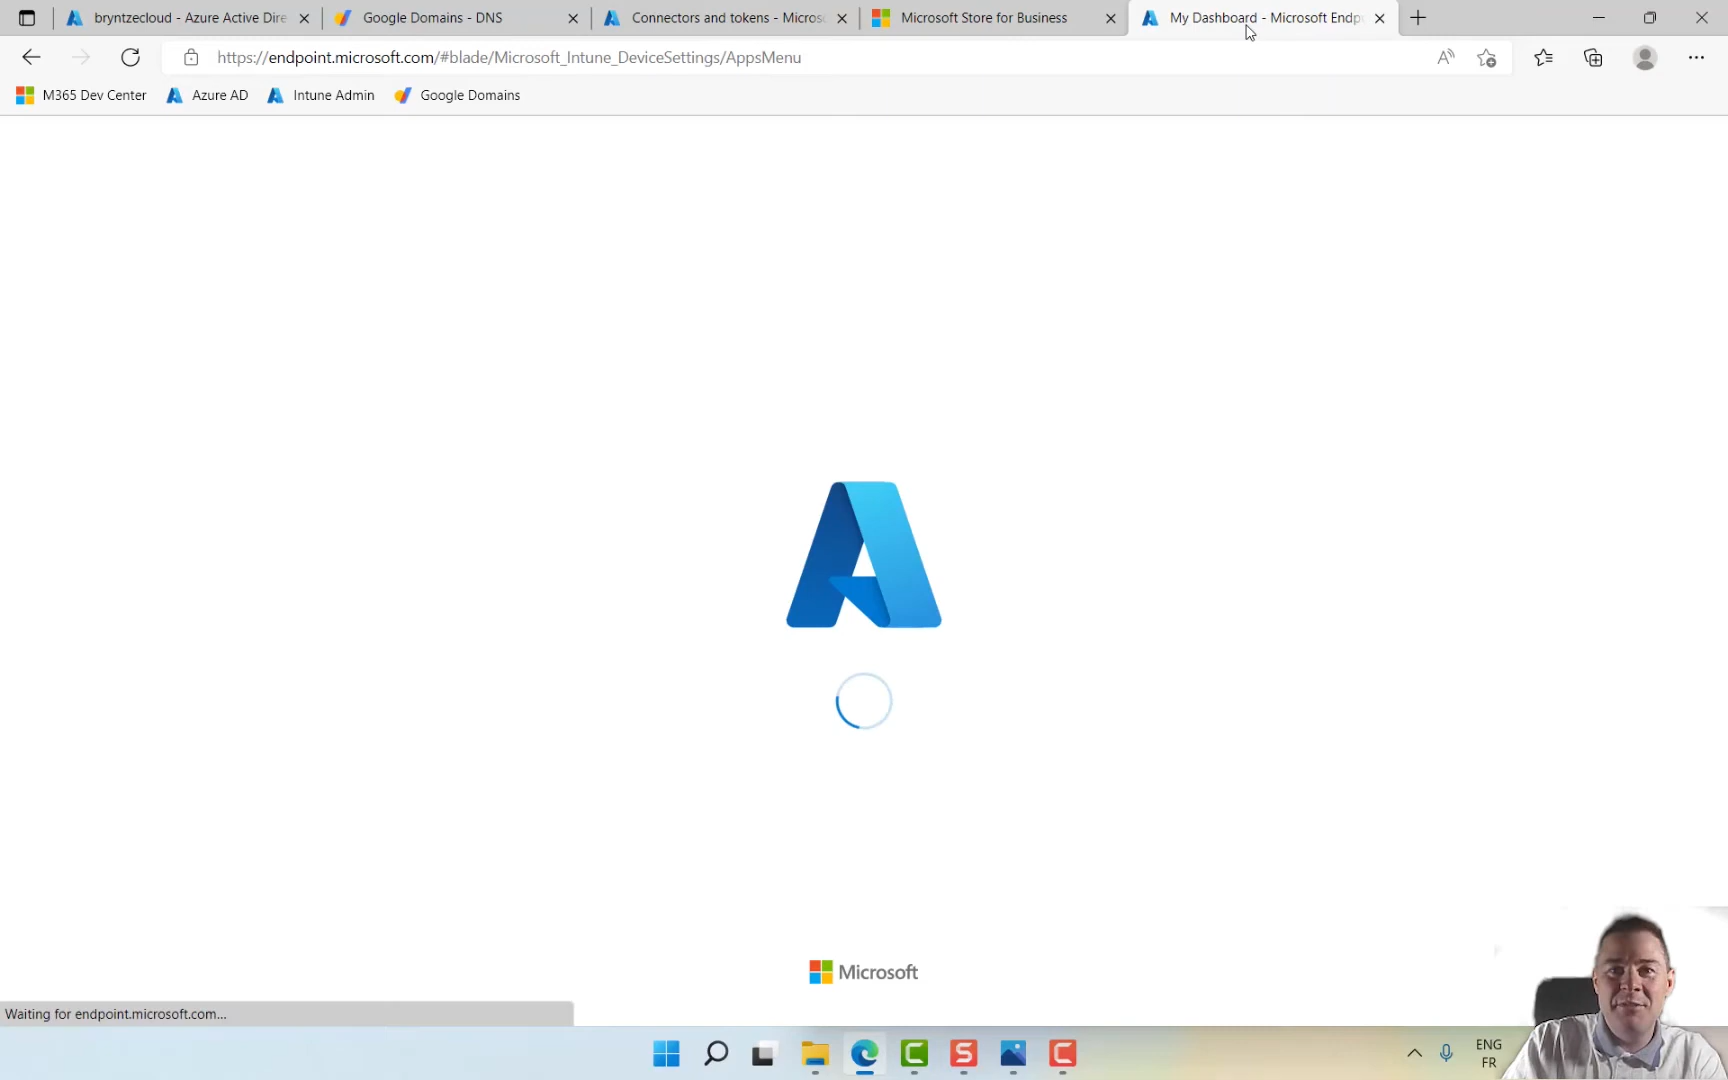 bryntzecloud - Azure Active Dire
Google Domains - DNS
Connectors and tokens - Micros
Microsoft Store for Business
My Dashboard - Microsoft Endp
https://endpoint.microsoft.com/#blade/Microsoft_Intune_DeviceSettings/AppsMenu
M365 Dev Center
Azure AD
Intune Admin
Google Domains
Microsoft
Waiting for endpoint.microsoft.com...
ENG
FR